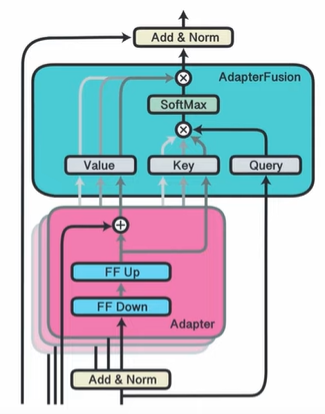 Add & Norm
AdapterFusion
SoftMax
Value
Key
Query
FF Up
FF Down
Adapter
Add & Norm